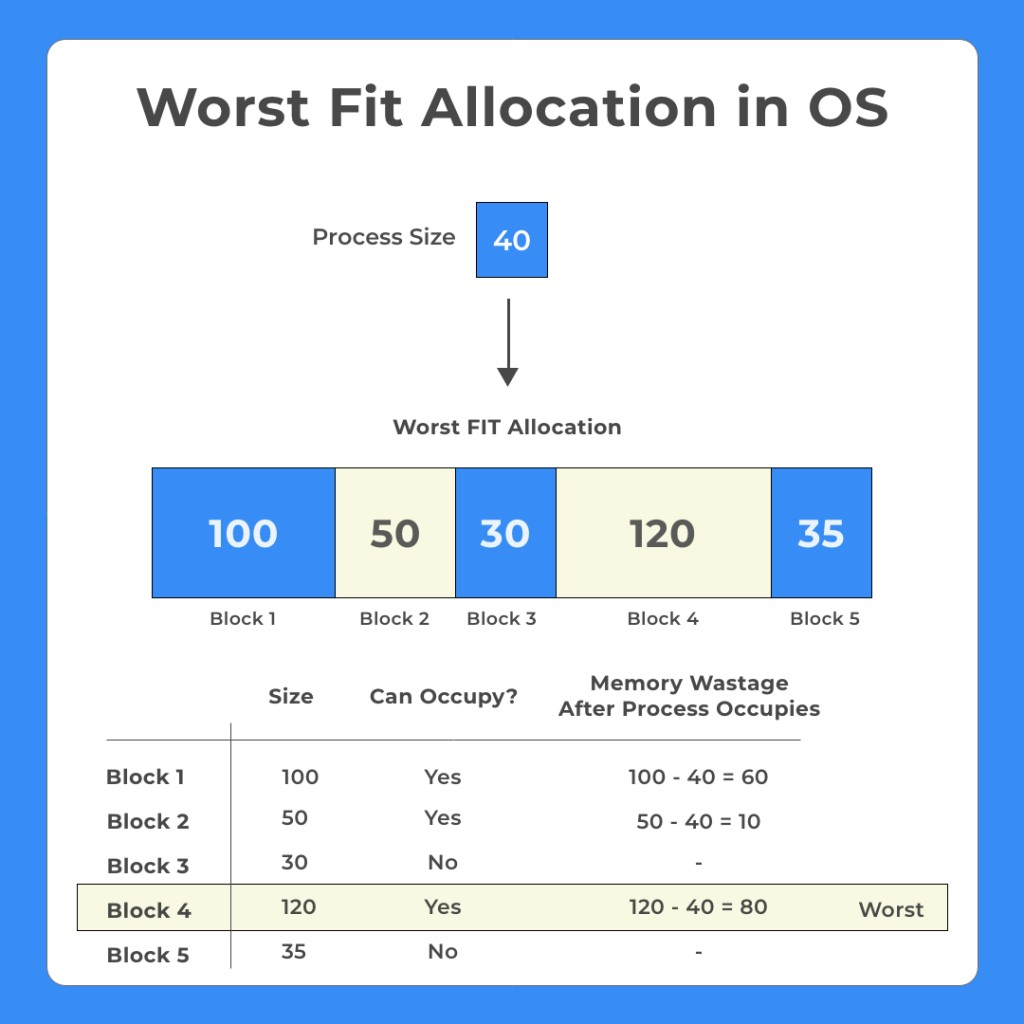 Worst Fit Allocation in OS
Process Size 40
Worst FIT Allocation
100 50 30 120 35
Block 1 Block 2 Block 3 Block 4 Block 5
Size Can Occupy? Memory Wastage
After Process Occupies
Block 1 100 Yes 100 - 40 = 60
Block 2 50 Yes 50 - 40 = 10
Block 3 30 No -
Block 4 120 Yes 120 - 40 = 80 Worst
Block 5 35 No -